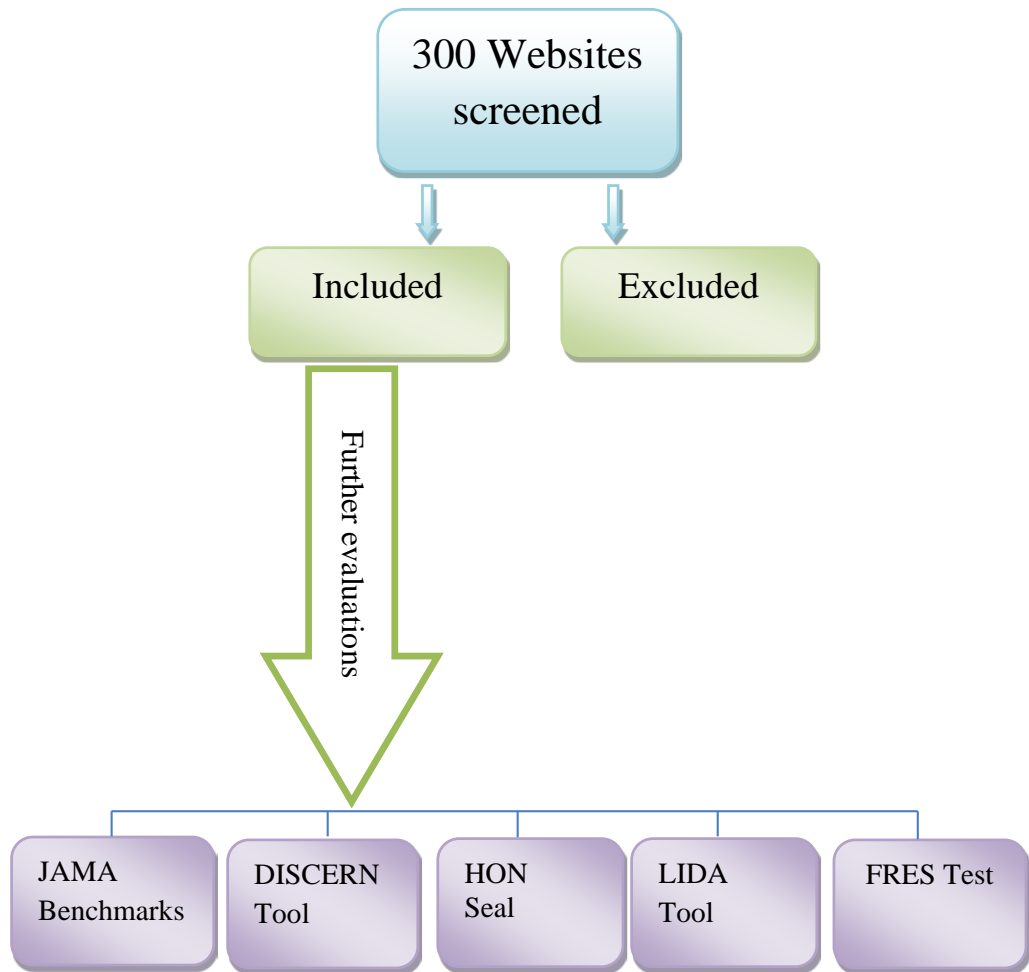 300 Websites
screened
Included
Excluded
Further evaluations
JAMA
Benchmarks
DISCERN
Tool
HON
Seal
LIDA
Tool
FRES Test